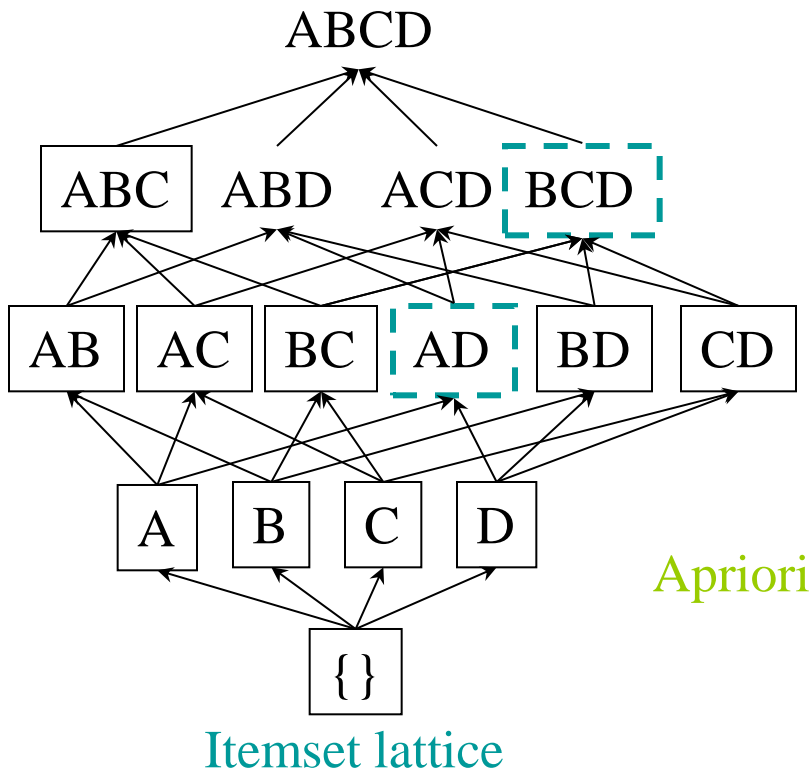 ABCD
ABC ABD ACD BCD
AB AC BC AD BD CD
A B C D
Apriori
{}
Itemset lattice